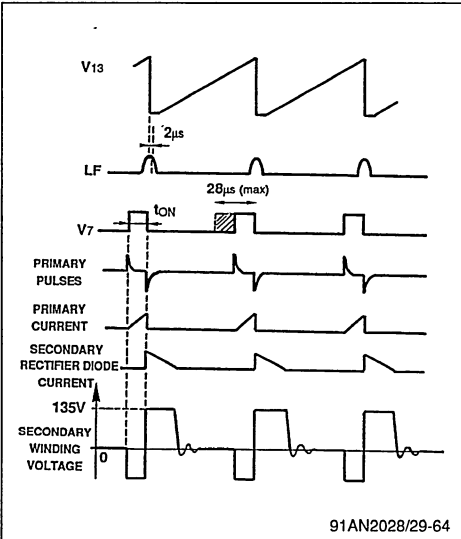 V13
2µs
LF
28µs (max)
tON
V7
PRIMARY
PULSES
PRIMARY
CURRENT
SECONDARY
RECTIFIER DIODE
CURRENT
135V
SECONDARY
WINDING
VOLTAGE
0
91AN2028/29-64